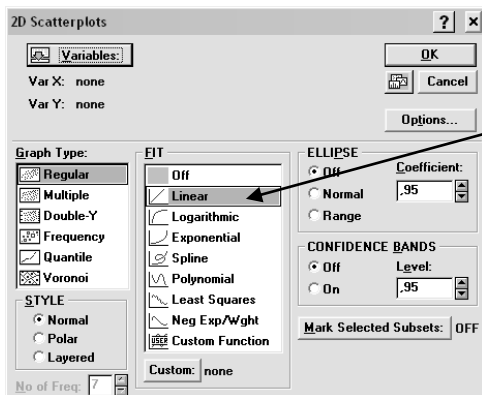 2D Scatterplots
?
×
Variables:
OK
Var X: none
Cancel
Var Y: none
Options...
Graph Type:
Regular
Multiple
Double-Y
Frequency
Quantile
Voronoi
STYLE
Normal
Polar
Layered
No of Freq: 7
FIT
Off
Linear
Logarithmic
Exponential
Spline
Polynomial
Least Squares
Neg Exp/Wght
USER Custom Function
Custom: none
ELLIPSE
Off
Normal
Range
Coefficient:
.95
CONFIDENCE BANDS
Off
On
Level:
.95
Mark Selected Subsets: OFF